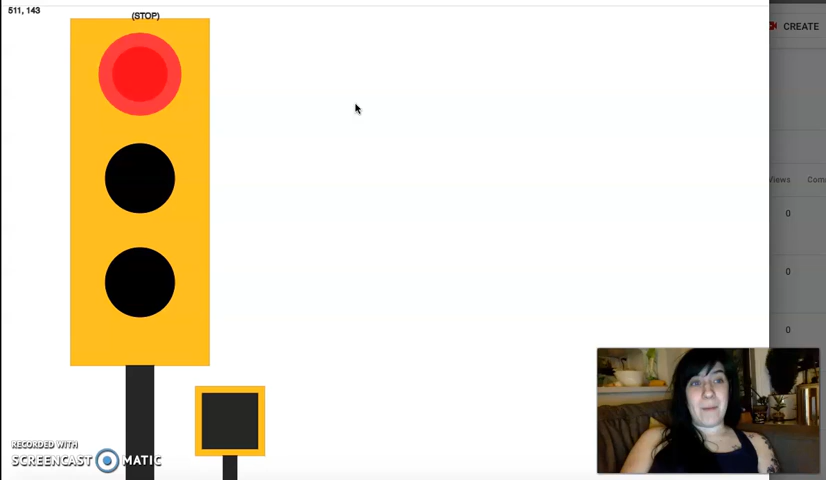 511, 143
(STOP)
CREATE
Views
Com
0
0
0
RECORDED WITH
SCREENCAST MATIC